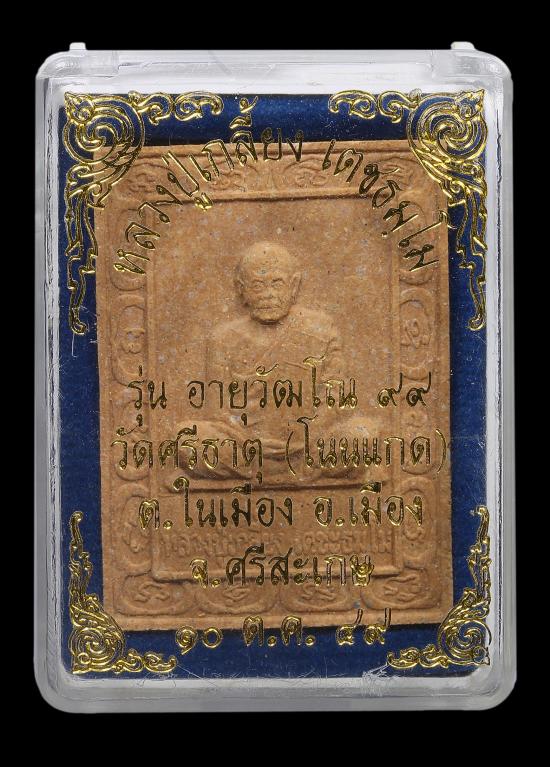 หลวงปู่เกลี้ยง เตชธมฺโม
รุ่น อายุวัฒโณ ๙๙
วัดศรีธาตุ (โนนแกด)
ต.ในเมือง อ.เมือง
จ.ศรีสะเกษ
๑๐ ต.ค. ๔๙